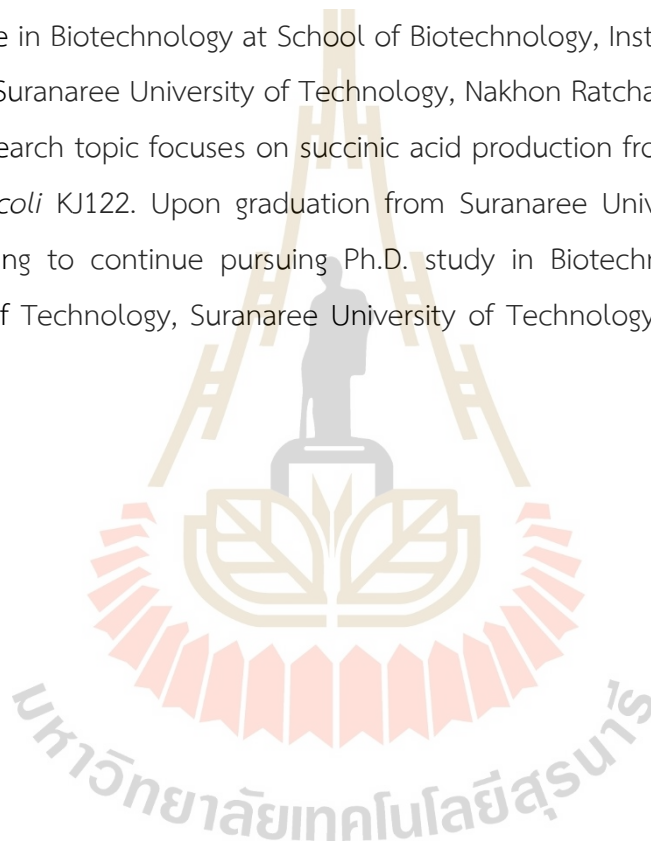 e in Biotechnology at School of Biotechnology, Inst
Suranaree University of Technology, Nakhon Ratcha
earch topic focuses on succinic acid production fro
coli KJ122. Upon graduation from Suranaree Univ
ing to continue pursuing Ph.D. study in Biotechn
f Technology, Suranaree University of Technology
มหาวิทยาลัยเทคโนโลยีสุรนารี